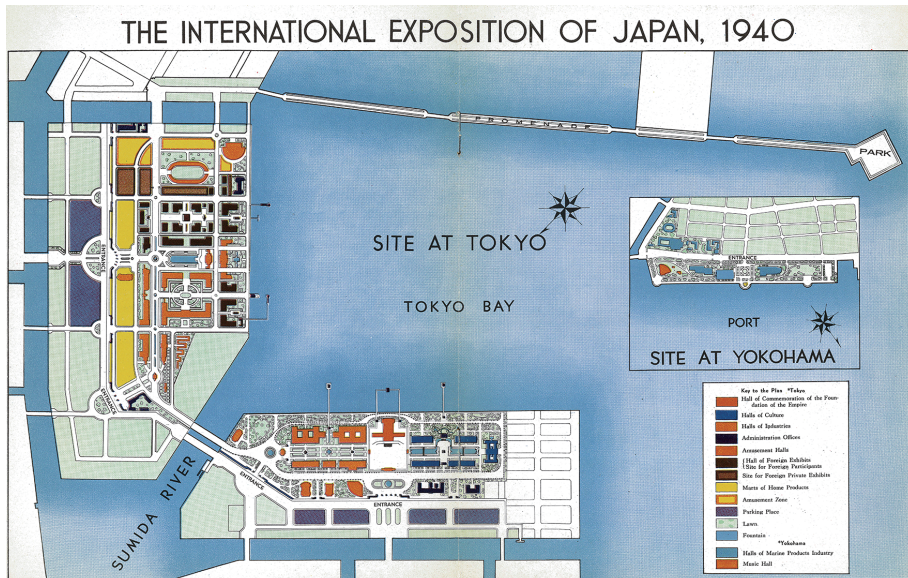 THE INTERNATIONAL EXPOSITION OF JAPAN, 1940
PROMENADE
PARK
SITE AT TOKYO
TOKYO BAY
ENTRANCE
ENTRANCE
ENTRANCE
ENTRANCE
SUMIDA RIVER
ENTRANCE
PORT
SITE AT YOKOHAMA
Key to the Plan *Tokyo
Hall of Commemoration of the Foun-
dation of the Empire
Halls of Culture
Halls of Industries
Administration Offices
Amusement Halls
Hall of Foreign Exhibits
Site for Foreign Participants
Site for Foreign Private Exhibits
Marts of Home Products
Amusement Zone
Parking Place
Lawn
Fountain
*Yokohama
Halls of Marine Products Industry
Music Hall